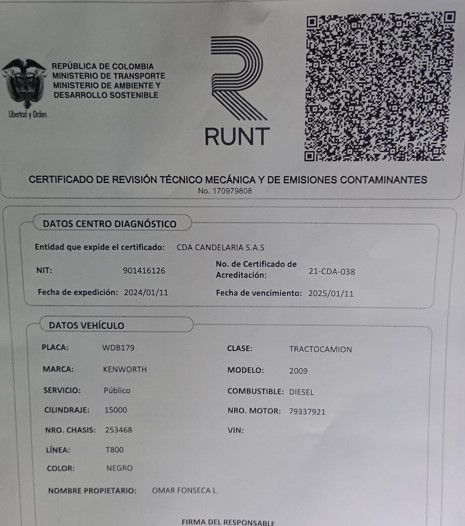 REPÚBLICA DE COLOMBIA
MINISTERIO DE TRANSPORTE
MINISTERIO DE AMBIENTE Y
DESARROLLO SOSTENIBLE
Libertad y Orden
RUNT
CERTIFICADO DE REVISIÓN TÉCNICO MECÁNICA Y DE EMISIONES CONTAMINANTES
No. 170979808
DATOS CENTRO DIAGNÓSTICO
Entidad que expide el certificado: CDA CANDELARIA S.A.S
NIT: 901416126 No. de Certificado de Acreditación: 21-CDA-038
Fecha de expedición: 2024/01/11 Fecha de vencimiento: 2025/01/11
DATOS VEHÍCULO
PLACA: WDB179 CLASE: TRACTOCAMION
MARCA: KENWORTH MODELO: 2009
SERVICIO: Público COMBUSTIBLE: DIESEL
CILINDRAJE: 15000 NRO. MOTOR: 79337921
NRO. CHASIS: 253468 VIN:
LÍNEA: T800
COLOR: NEGRO
NOMBRE PROPIETARIO: OMAR FONSECA L.
FIRMA DEL RESPONSABLE